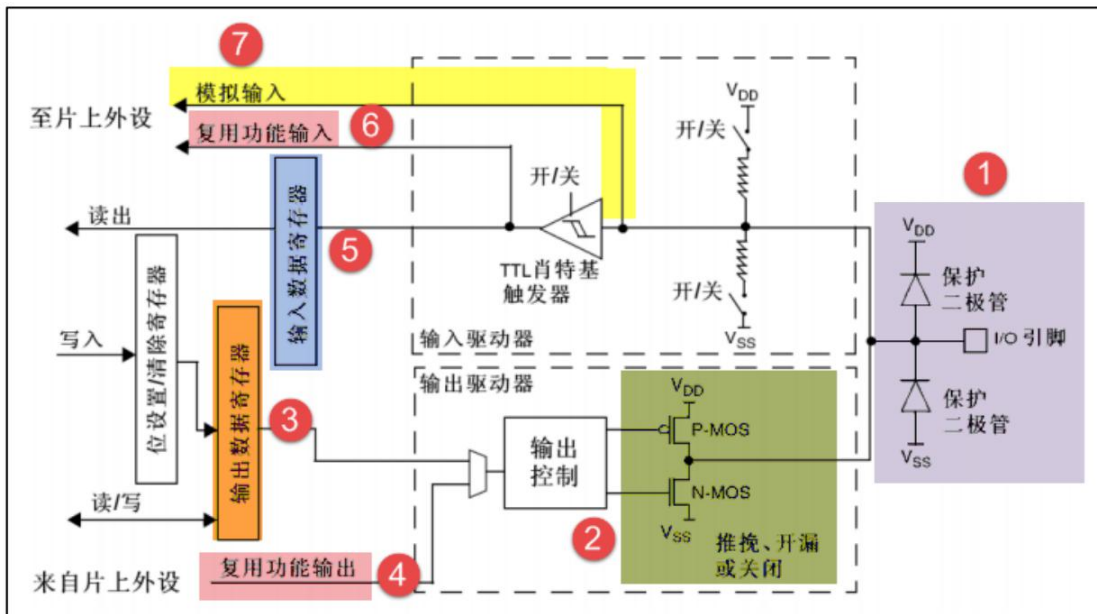 7
模拟输入
至片上外设
6
复用功能输入
开/关
V_DD
开/关
1
读出
输入数据寄存器
5
TTL肖特基
触发器
开/关
V_SS
输入驱动器
V_DD
保护
二极管
I/O 引脚
保护
二极管
V_SS
写入
位设置/清除寄存器
输出数据寄存器
3
读/写
输出驱动器
输出
控制
2
V_DD
P-MOS
N-MOS
V_SS
推挽、开漏
或关闭
来自片上外设
复用功能输出
4